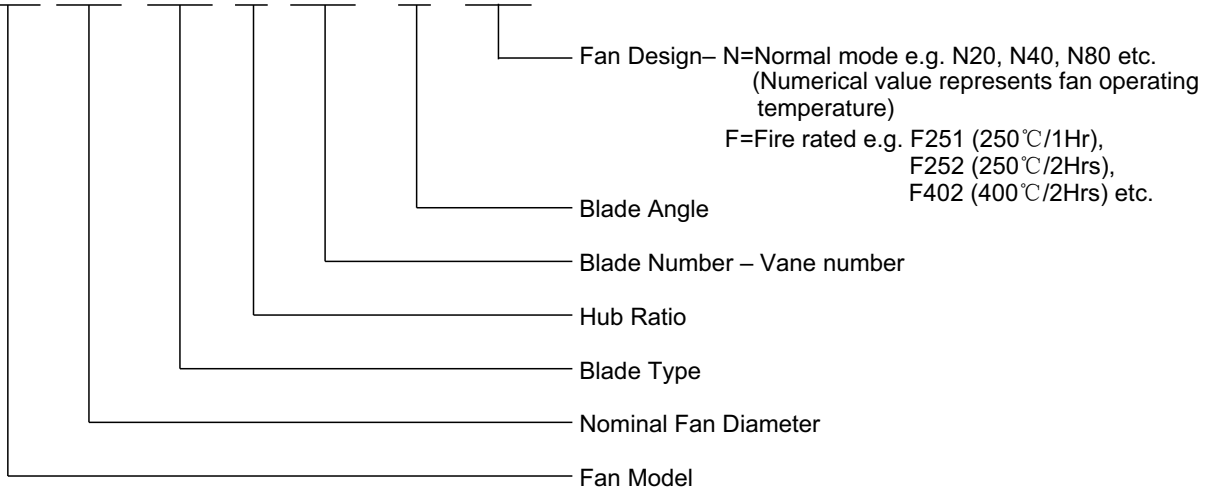 Fan Design– N=Normal mode e.g. N20, N40, N80 etc.
(Numerical value represents fan operating
temperature)
F=Fire rated e.g. F251 (250℃/1Hr),
F252 (250℃/2Hrs),
F402 (400℃/2Hrs) etc.
Blade Angle
Blade Number – Vane number
Hub Ratio
Blade Type
Nominal Fan Diameter
Fan Model